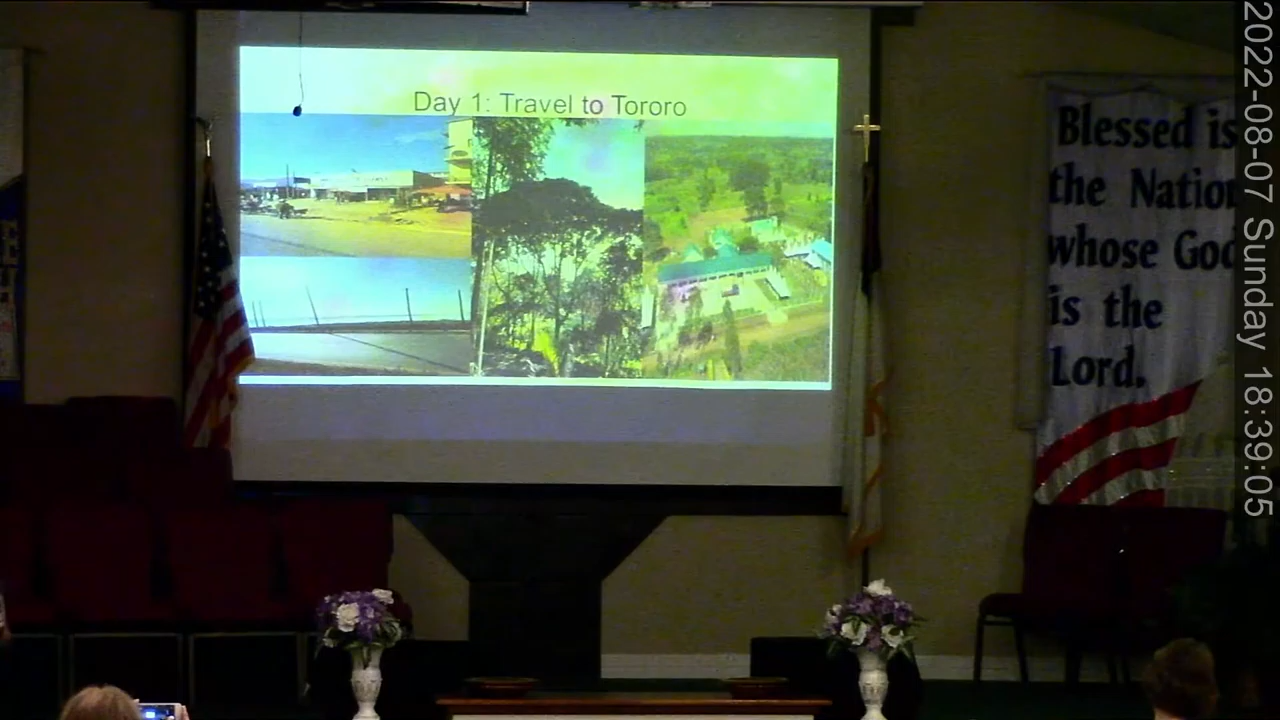 Day 1: Travel to Tororo
Blessed is
the Nation
whose God
is the
Lord.
2022-08-07 Sunday 18:39:05